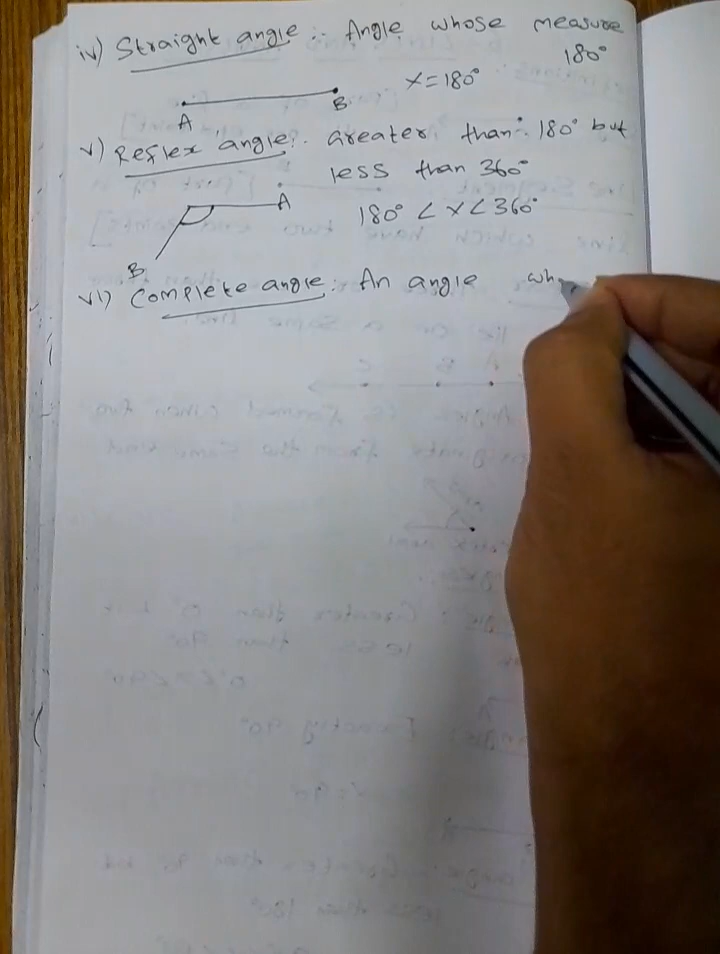 iv) Straight angle :- Angle whose measure
180°
x = 180°
A B
v) Reflex angle :- Greater than 180° but
less than 360°
A
180° < x < 360°
B
vi) Complete angle : An angle